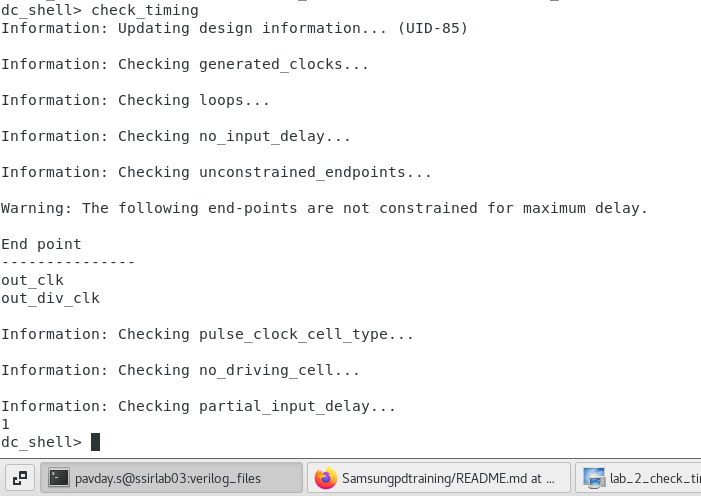 dc_shell> check_timing
Information: Updating design information... (UID-85)
Information: Checking generated_clocks...
Information: Checking loops...
Information: Checking no_input_delay...
Information: Checking unconstrained_endpoints...
Warning: The following end-points are not constrained for maximum delay.
End point
---------------
out_clk
out_div_clk
Information: Checking pulse_clock_cell_type...
Information: Checking no_driving_cell...
Information: Checking partial_input_delay...
1
dc_shell>
pavday.s@ssirlab03:verilog_files
Samsungpdtraining/README.md at ...
lab_2_check_ti